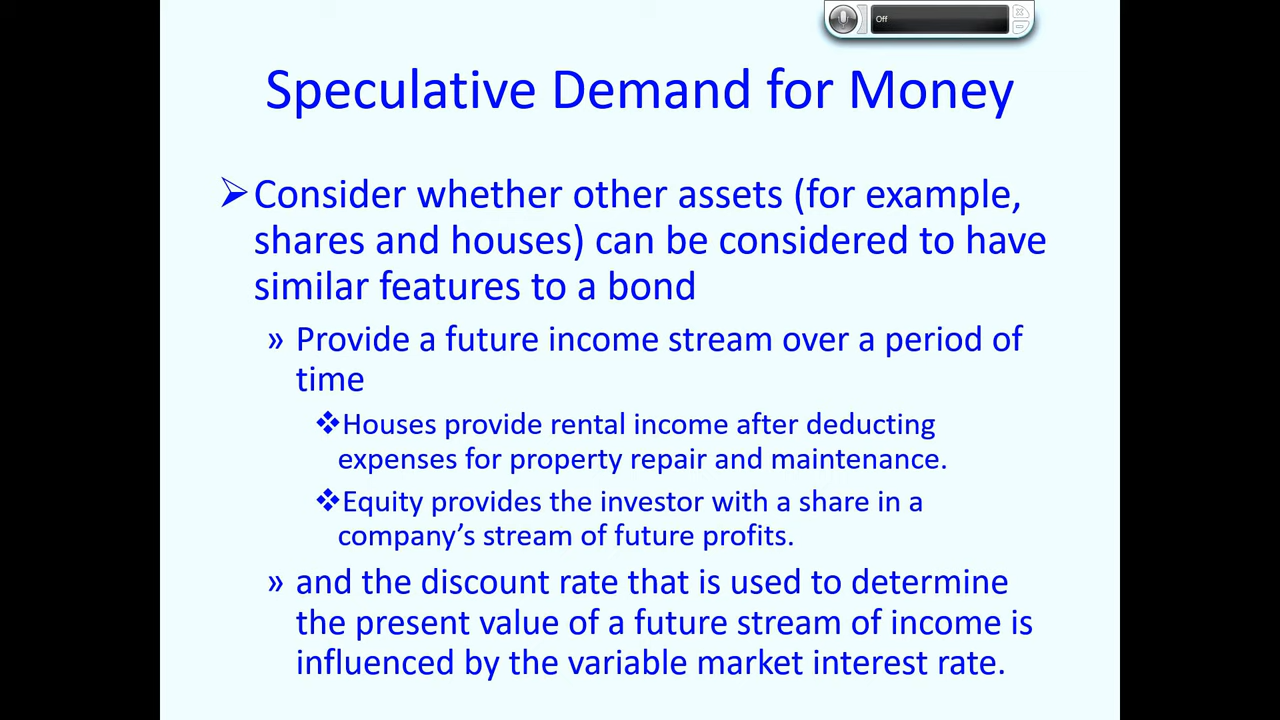 Off
Speculative Demand for Money
➢Consider whether other assets (for example,
shares and houses) can be considered to have
similar features to a bond
» Provide a future income stream over a period of
time
❖Houses provide rental income after deducting
expenses for property repair and maintenance.
❖Equity provides the investor with a share in a
company’s stream of future profits.
» and the discount rate that is used to determine
the present value of a future stream of income is
influenced by the variable market interest rate.